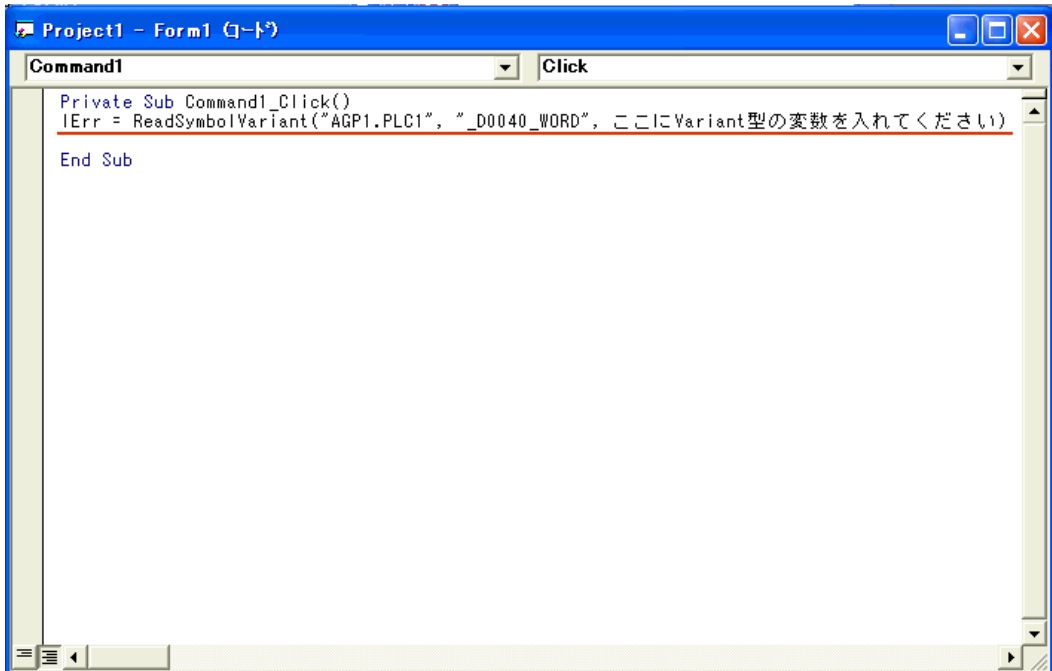 Project1 - Form1 (コード)
Command1
Click
Private Sub Command1_Click()
lErr = ReadSymbolVariant("AGP1.PLC1", "_D0040_WORD", ここにVariant型の変数を入れてください)
End Sub